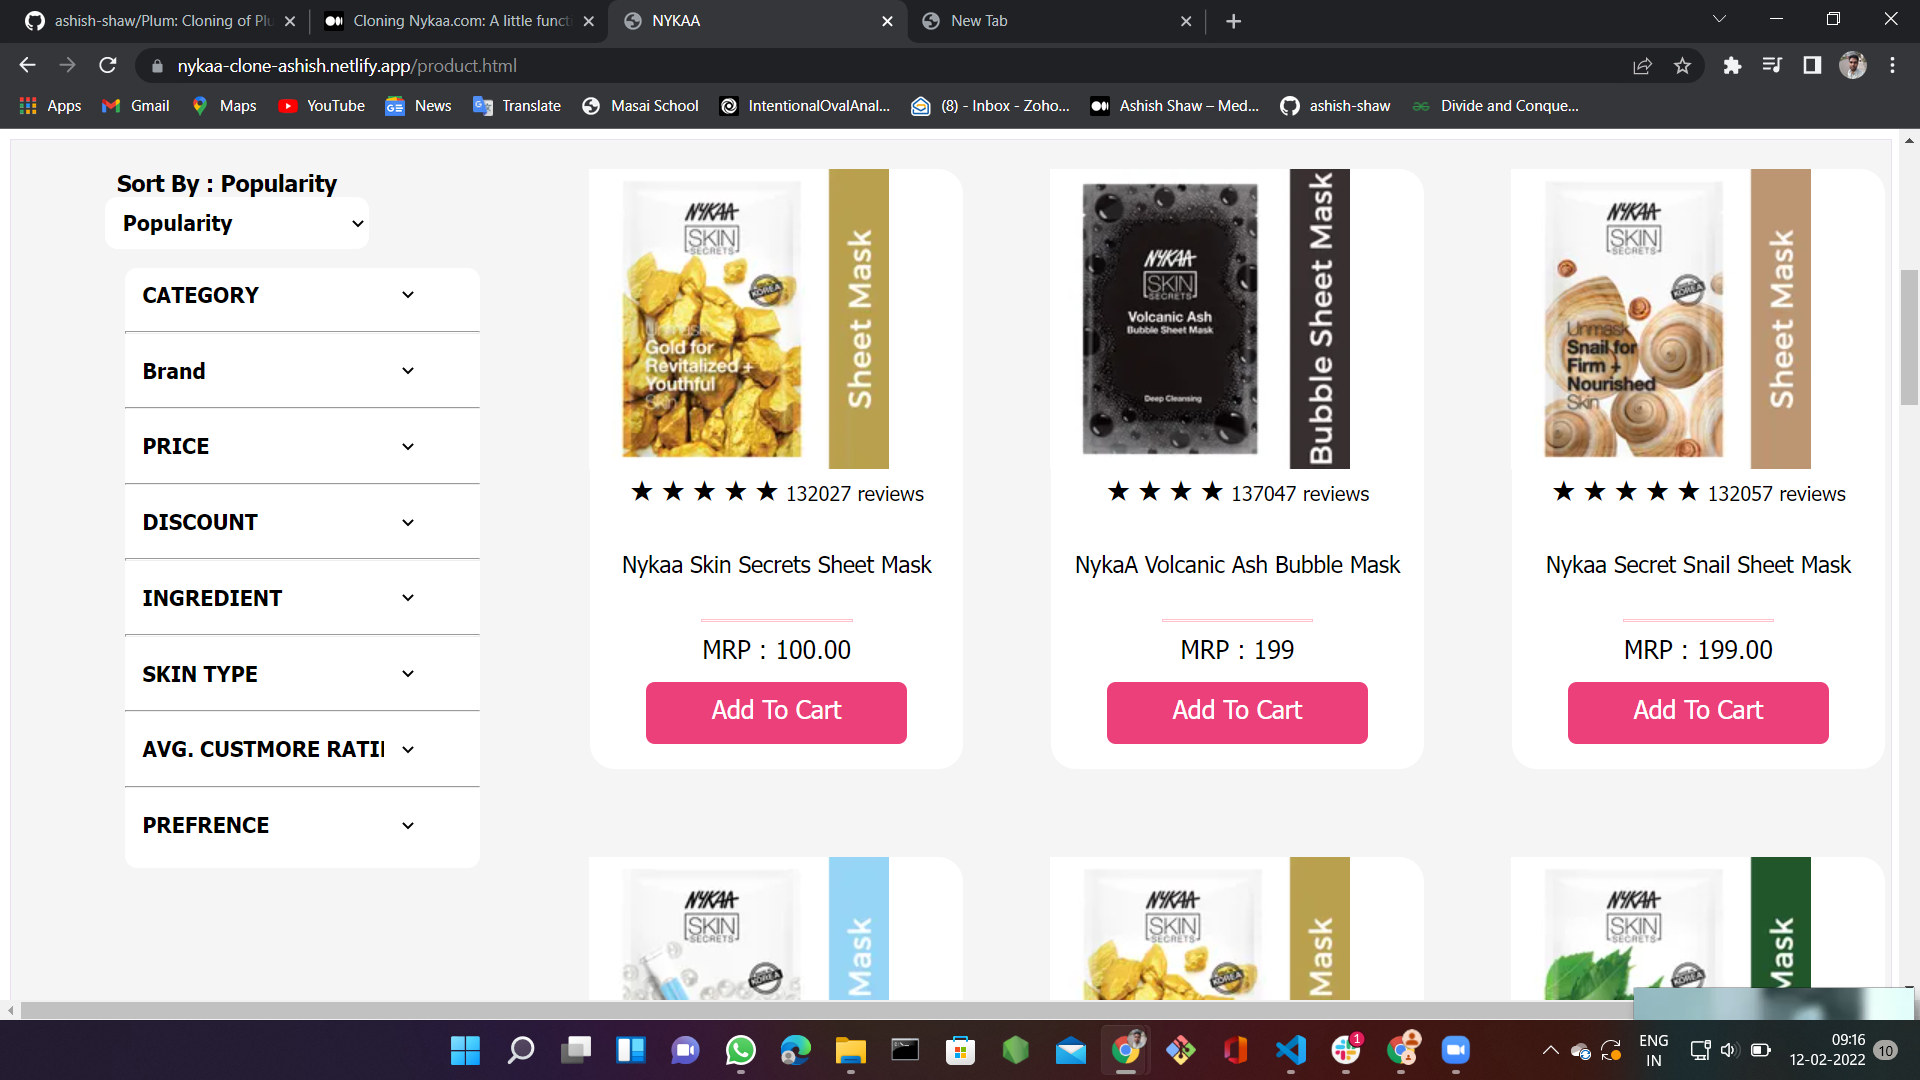 ashish-shaw/Plum: Cloning of Plu
Cloning Nykaa.com: A little functi
NYKAA
New Tab
nykaa-clone-ashish.netlify.app/product.html
Apps
Gmail
Maps
YouTube
News
Translate
Masai School
IntentionalOvalAnal...
(8) - Inbox - Zoho...
Ashish Shaw – Med...
ashish-shaw
Divide and Conque...
Sort By : Popularity
Popularity
CATEGORY
Brand
PRICE
DISCOUNT
INGREDIENT
SKIN TYPE
AVG. CUSTMORE RATI
PREFRENCE
NYKAA
SKIN
SECRETS
KOREA
Unmask
Gold for
Revitalized +
Youthful
Skin
Sheet Mask
★ ★ ★ ★ ★ 132027 reviews
Nykaa Skin Secrets Sheet Mask
MRP : 100.00
Add To Cart
NYKAA
SKIN
SECRETS
Volcanic Ash
Bubble Sheet Mask
Deep Cleansing
Bubble Sheet Mask
★ ★ ★ ★ 137047 reviews
NykaA Volcanic Ash Bubble Mask
MRP : 199
Add To Cart
NYKAA
SKIN
SECRETS
KOREA
Unmask
Snail for
Firm +
Nourished
Skin
Sheet Mask
★ ★ ★ ★ ★ 132057 reviews
Nykaa Secret Snail Sheet Mask
MRP : 199.00
Add To Cart
NYKAA
SKIN
SECRETS
KOREA
Mask
NYKAA
SKIN
SECRETS
KOREA
Mask
NYKAA
SKIN
SECRETS
KOREA
Mask
1
ENG
IN
09:16
12-02-2022
10